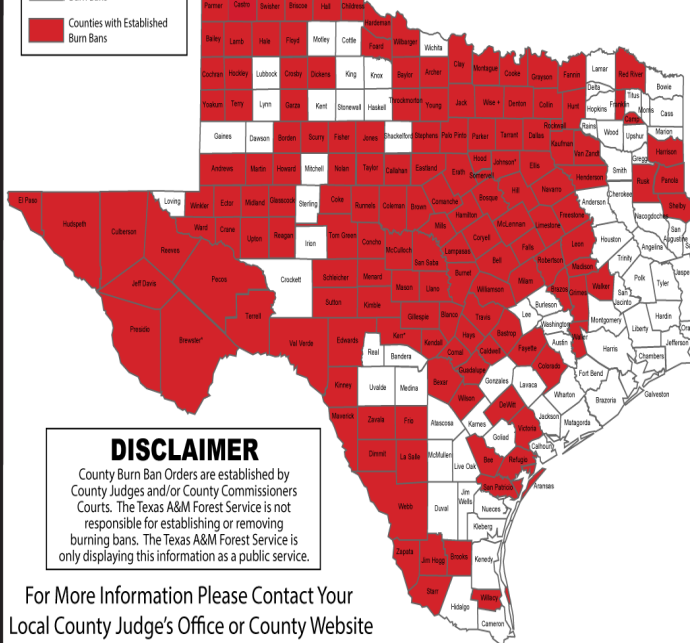 Counties with Established
Burn Bans
Parmer Castro Swisher Briscoe Hall Childress
Hardeman
Bailey Lamb Hale Floyd Motley Cottle Foard Wilbarger Wichita
Cochran Hockley Lubbock Crosby Dickens King Knox Baylor Archer Clay Montague Cooke Grayson Fannin Lamar Red River Bowie
Delta Titus Morris Cass
Yoakum Terry Lynn Garza Kent Stonewall Haskell Throckmorton Young Jack Wise + Denton Collin Hunt Hopkins Franklin Camp Marion
Rockwall Rains Wood Upshur
Gaines Dawson Borden Scurry Fisher Jones Shackelford Stephens Palo Pinto Parker Tarrant Dallas Kaufman Van Zandt Gregg Harrison
Andrews Martin Howard Mitchell Nolan Taylor Callahan Eastland Erath Hood Somervell Johnson* Ellis Henderson Smith Rusk Panola
El Paso Hudspeth Culberson Loving Winkler Ector Midland Glasscock Sterling Coke Runnels Coleman Brown Comanche Bosque Hill Navarro Anderson Cherokee Shelby
Hamilton Freestone Nacogdoches San Augustine
Reeves Ward Crane Upton Reagan Irion Tom Green Concho McCulloch Mills Coryell McLennan Limestone Leon Houston Angelina
San Saba Lampasas Bell Falls Robertson Madison Trinity
Jeff Davis Pecos Crockett Schleicher Menard Mason Llano Burnet Williamson Milam Brazos Grimes Walker Polk Tyler Jasper
San Jacinto
Presidio Brewster* Terrell Sutton Kimble Gillespie Blanco Travis Lee Burleson Washington Montgomery Liberty Hardin
Val Verde Edwards Kerr* Kendall Hays Bastrop Austin Waller Harris Chambers Jefferson
Real Bandera Comal Caldwell Fayette Colorado Fort Bend
Kinney Uvalde Medina Bexar Guadalupe Gonzales Lavaca Wharton Brazoria Galveston
Maverick Zavala Frio Atascosa Wilson Karnes DeWitt Jackson Matagorda
Dimmit La Salle McMullen Live Oak Goliad Victoria Calhoun
Bee Refugio Aransas
Webb Duval Jim Wells San Patricio Nueces
Kleberg
Zapata Jim Hogg Brooks Kenedy
Starr Hidalgo Willacy Cameron
DISCLAIMER
County Burn Ban Orders are established by
County Judges and/or County Commissioners
Courts. The Texas A&M Forest Service is not
responsible for establishing or removing
burning bans. The Texas A&M Forest Service is
only displaying this information as a public service.
For More Information Please Contact Your
Local County Judge's Office or County Website